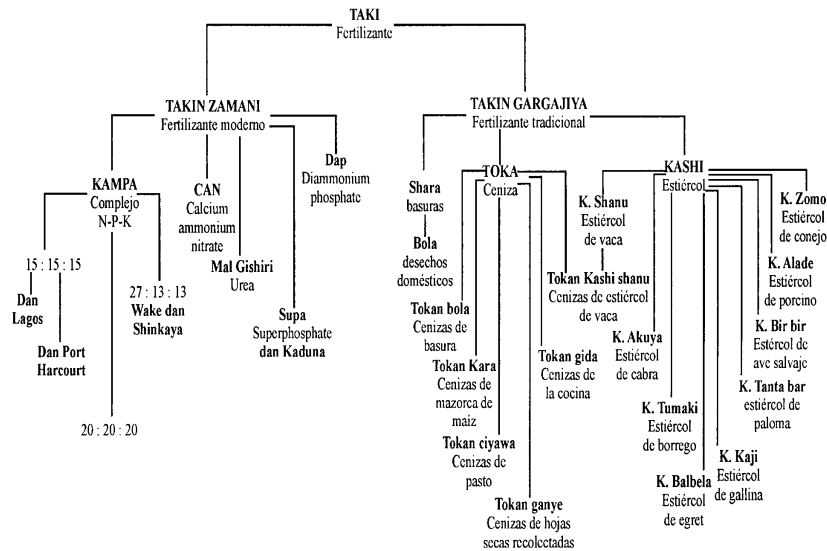 TAKI
Fertilizante
TAKIN ZAMANI
Fertilizante moderno
TAKIN GARGAJIYA
Fertilizante tradicional
KAMPA
Complejo
N-P-K
15 : 15 : 15
Dan
Lagos
Dan Port
Harcourt
27 : 13 : 13
Wake dan
Shinkaya
20 : 20 : 20
CAN
Calcium
ammonium
nitrate
Mal Gishiri
Urea
Supa
Superphosphate
dan Kaduna
Dap
Diammonium
phosphate
Shara
basuras
Bola
desechos
domésticos
TOKA
Ceniza
Tokan bola
Cenizas de
basura
Tokan Kara
Cenizas de
mazorca de
maíz
Tokan ciyawa
Cenizas de
pasto
Tokan ganye
Cenizas de hojas
secas recolectadas
Tokan gida
Cenizas de
la cocina
Tokan Kashi shanu
Cenizas de estiércol
de vaca
KASHI
Estiércol
K. Shanu
Estiércol
de vaca
K. Akuya
Estiércol
de cabra
K. Tumaki
Estiércol
de borrego
K. Balbela
Estiércol
de egret
K. Kaji
Estiércol
de gallina
K. Tanta bar
estiércol de
paloma
K. Bir bir
Estiércol de
ave salvaje
K. Alade
Estiércol
de porcino
K. Zomo
Estiércol
de conejo